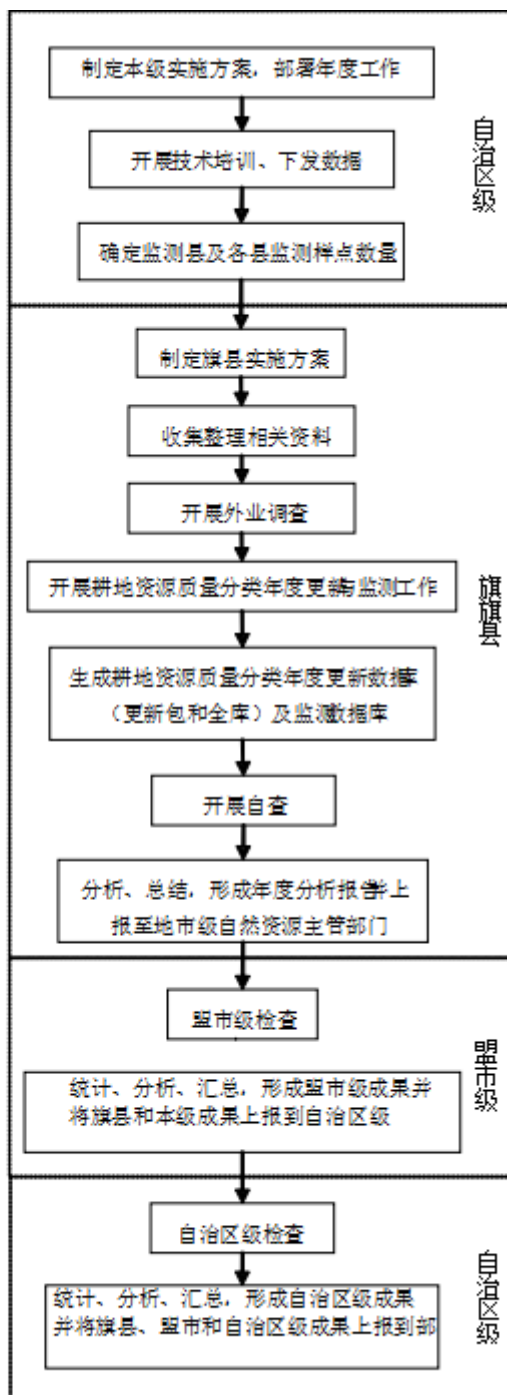 制定本级实施方案，部署年度工作
开展技术培训、下发数据
确定监测县及各县监测样点数量
自治区级
制定旗县实施方案
收集整理相关资料
开展外业调查
开展耕地资源质量分类年度更新与监测工作
生成耕地资源质量分类年度更新数据库
（更新包和全库）及监测数据库
开展自查
分析、总结，形成年度分析报告并上
报至地市级自然资源主管部门
旗旗县
盟市级检查
统计、分析、汇总，形成盟市级成果并
将旗县和本级成果上报到自治区级
盟市级
自治区级检查
统计、分析、汇总，形成自治区级成果
并将旗县、盟市和自治区级成果上报到部
自治区级